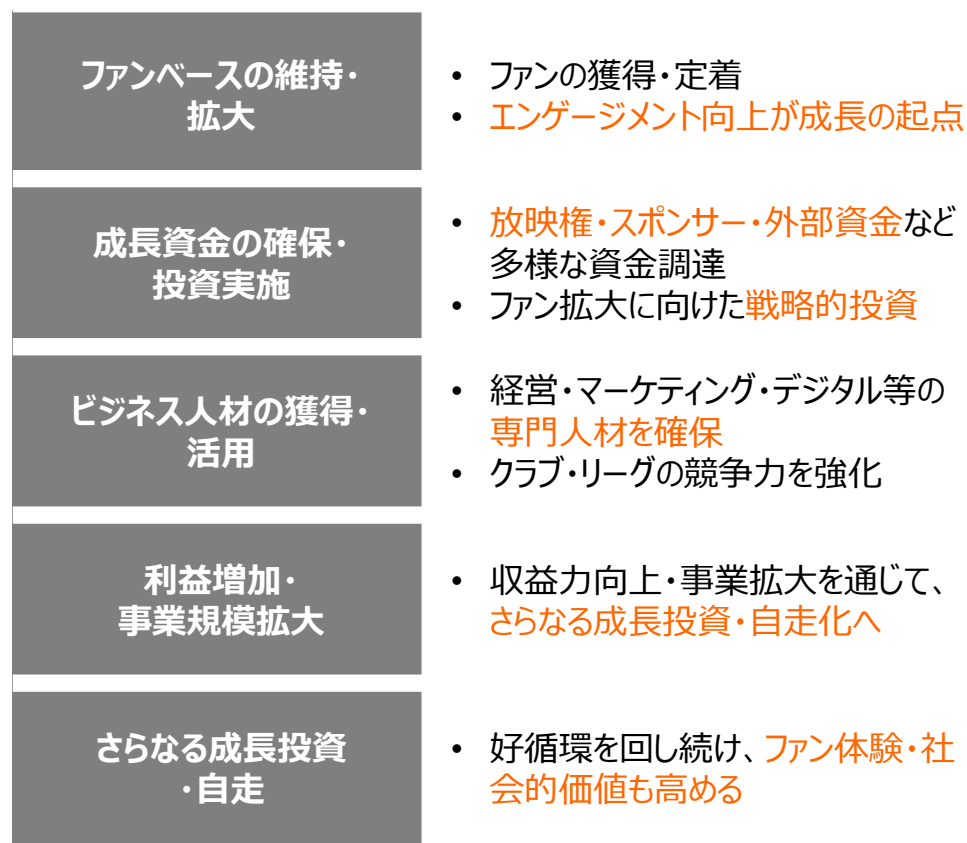 ファンベースの維持・
拡大
• ファンの獲得・定着
• エンゲージメント向上が成長の起点
成長資金の確保・
投資実施
• 放映権・スポンサー・外部資金など
多様な資金調達
• ファン拡大に向けた戦略的投資
ビジネス人材の獲得・
活用
• 経営・マーケティング・デジタル等の
専門人材を確保
• クラブ・リーグの競争力を強化
利益増加・
事業規模拡大
• 収益力向上・事業拡大を通じて、
さらなる成長投資・自走化へ
さらなる成長投資
・自走
• 好循環を回し続け、ファン体験・社
会的価値も高める